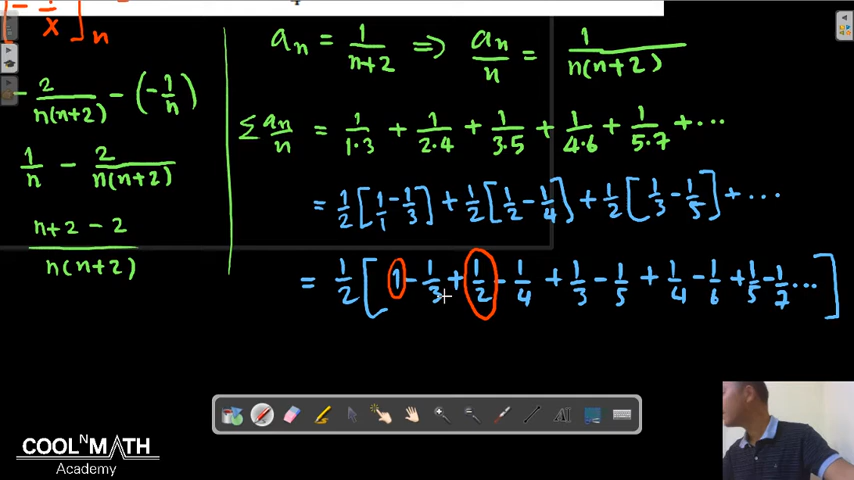 [- 1/x]_n
- 2/n(n+2) - (-1/n)
1/n - 2/n(n+2)
n+2-2/n(n+2)
a_n = 1/n+2 ⇒ a_n/n = 1/n(n+2)
Σ a_n/n = 1/1·3 + 1/2·4 + 1/3·5 + 1/4·6 + 1/5·7 + ...
= 1/2 [1/1 - 1/3] + 1/2 [1/2 - 1/4] + 1/2 [1/3 - 1/5] + ...
= 1/2 [1 - 1/3 + 1/2 - 1/4 + 1/3 - 1/5 + 1/4 - 1/6 + 1/5 - 1/7 ...]
COOL N MATH
Academy